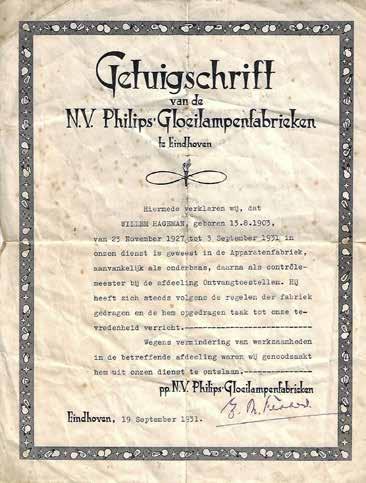 Getuigschrift
van de
N.V. Philips' Gloeilampenfabrieken
te Eindhoven
Hiermede verklaren wij, dat
WILLEM HAGEMAN, geboren 13.8.1903,
van 23 November 1927 tot 3 September 1931 in
onzen dienst is geweest in de Apparatenfabriek,
aanvankelijk als onderbaas, daarna als contrôle-
meester bij de afdeeling Ontvangtoestellen. Hij
heeft zich steeds volgens de regelen der fabriek
gedragen en de hem opgedragen taak tot onze te-
vredenheid verricht.---------------
Wegens vermindering van werkzaamheden
in de betreffende afdeeling waren wij genoodzaakt
hem uit onzen dienst te ontslaan.------
pp. N.V. Philips' Gloeilampenfabrieken
Eindhoven, 19 September 1931.